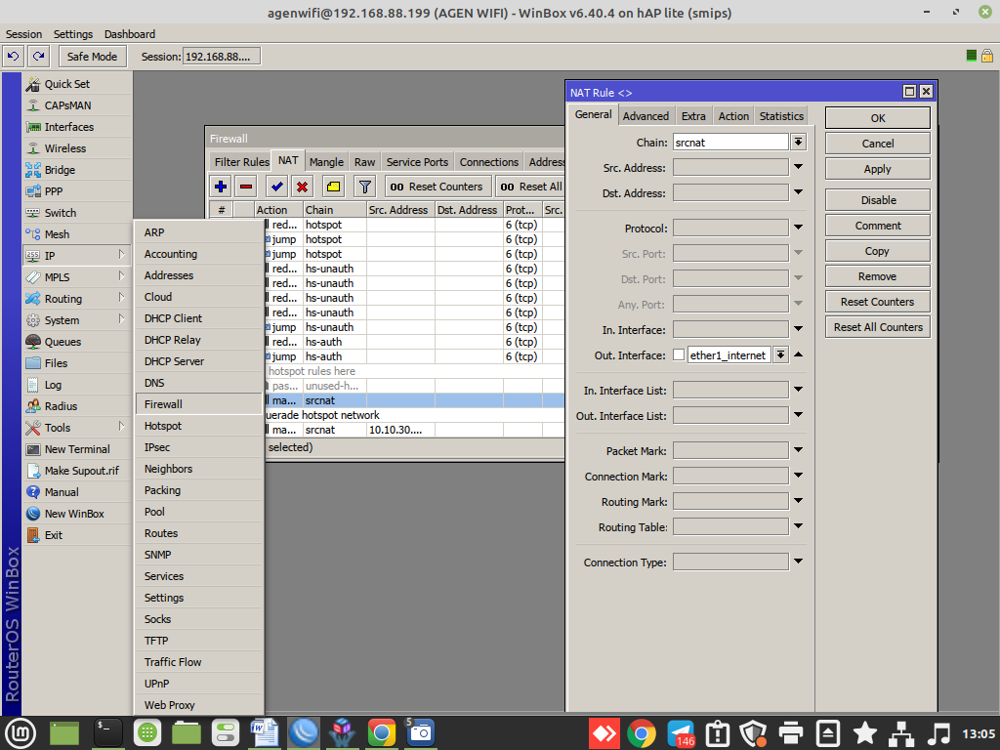 agenwifi@192.168.88.199 (AGEN WIFI) - WinBox v6.40.4 on hAP lite (smips)
Session Settings Dashboard
Safe Mode Session: 192.168.88....
RouterOS WinBox
Quick Set
CAPsMAN
Interfaces
Wireless
Bridge
PPP
Switch
Mesh
IP
MPLS
Routing
System
Queues
Files
Log
Radius
Tools
New Terminal
Make Supout.rif
Manual
New WinBox
Exit
ARP
Accounting
Addresses
Cloud
DHCP Client
DHCP Relay
DHCP Server
DNS
Firewall
Hotspot
IPsec
Neighbors
Packing
Pool
Routes
SNMP
Services
Settings
Socks
TFTP
Traffic Flow
UPnP
Web Proxy
Firewall
Filter Rules NAT Mangle Raw Service Ports Connections Address
00 Reset Counters 00 Reset All
# Action Chain Src. Address Dst. Address Prot... Src.
red... hotspot 6 (tcp)
jump hotspot 6 (tcp)
jump hotspot 6 (tcp)
red... hs-unauth 6 (tcp)
red... hs-unauth 6 (tcp)
red... hs-unauth 6 (tcp)
jump hs-unauth 6 (tcp)
red... hs-auth 6 (tcp)
jump hs-auth 6 (tcp)
hotspot rules here
pas... unused-h...
ma... srcnat
uerade hotspot network
ma... srcnat 10.10.30....
selected)
NAT Rule <>
General Advanced Extra Action Statistics
Chain: srcnat
Src. Address:
Dst. Address:
Protocol:
Src. Port:
Dst. Port:
Any. Port:
In. Interface:
Out. Interface: ether1_internet
In. Interface List:
Out. Interface List:
Packet Mark:
Connection Mark:
Routing Mark:
Routing Table:
Connection Type:
OK
Cancel
Apply
Disable
Comment
Copy
Remove
Reset Counters
Reset All Counters
5
146
13:05